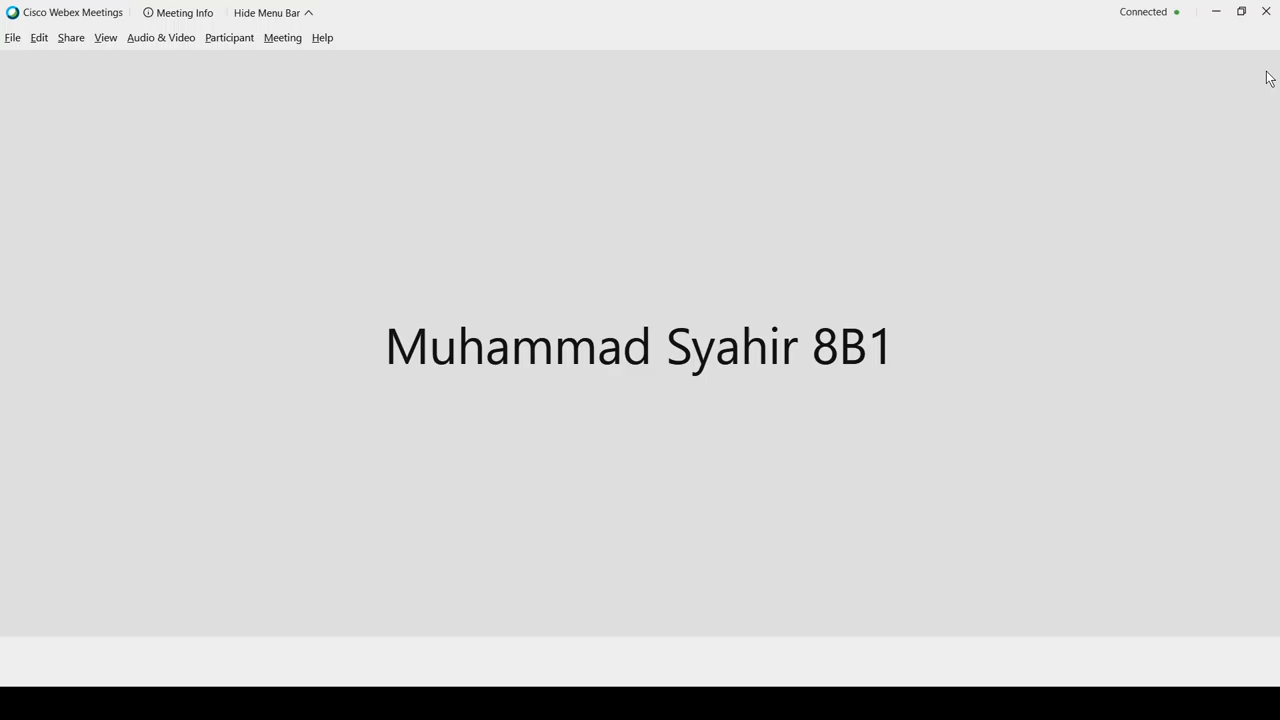 Cisco Webex Meetings Meeting Info Hide Menu Bar Connected
File Edit Share View Audio & Video Participant Meeting Help
Muhammad Syahir 8B1